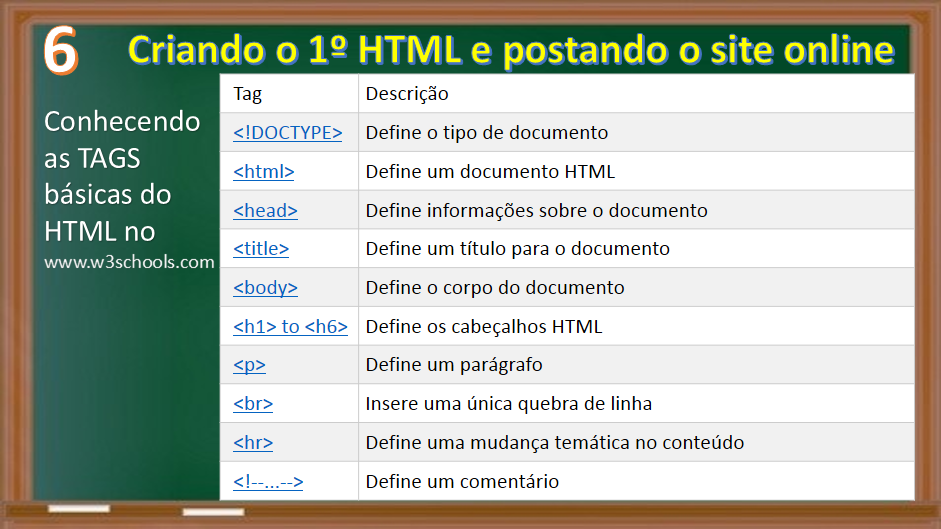 6
Criando o 1º HTML e postando o site online
Conhecendo
as TAGS
básicas do
HTML no
www.w3schools.com
Tag Descrição
<!DOCTYPE> Define o tipo de documento
<html> Define um documento HTML
<head> Define informações sobre o documento
<title> Define um título para o documento
<body> Define o corpo do documento
<h1> to <h6> Define os cabeçalhos HTML
<p> Define um parágrafo
<br> Insere uma única quebra de linha
<hr> Define uma mudança temática no conteúdo
<!--...--> Define um comentário